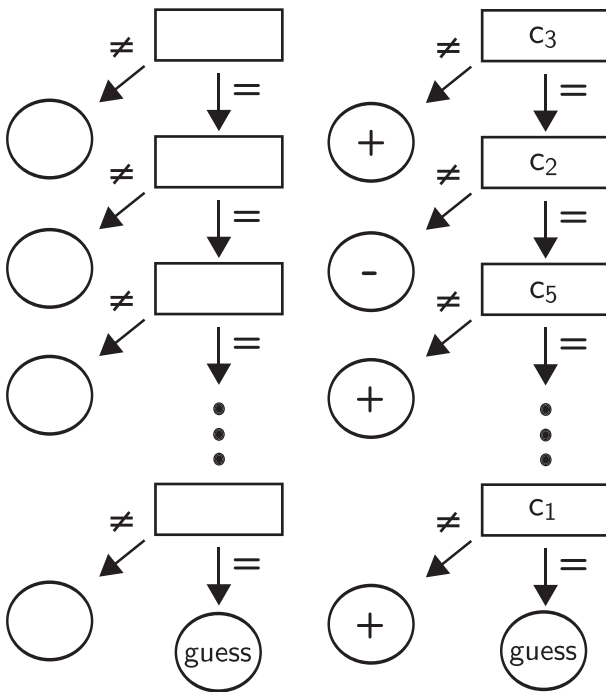 ≠ ≠ c₃
= =
+
≠ ≠ c₂
= =
-
≠ ≠ c₅
= =
+
≠ ≠ c₁
= =
+
guess guess